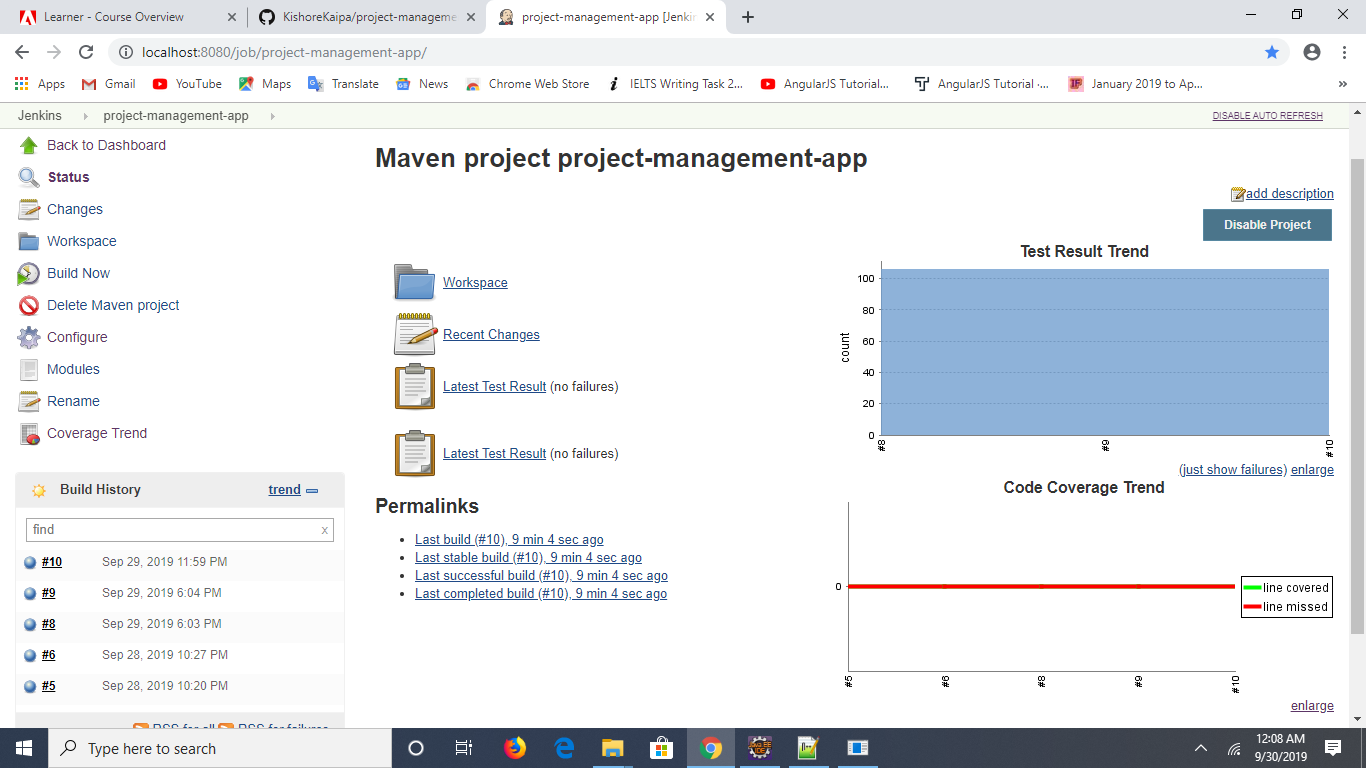 Learner - Course Overview
KishoreKaipa/project-manageme
project-management-app [Jenki
localhost:8080/job/project-management-app/
Apps
Gmail
YouTube
Maps
Translate
News
Chrome Web Store
IELTS Writing Task 2...
AngularJS Tutorial...
AngularJS Tutorial -...
January 2019 to Ap...
»
Jenkins
project-management-app
DISABLE AUTO REFRESH
Back to Dashboard
Status
Changes
Workspace
Build Now
Delete Maven project
Configure
Modules
Rename
Coverage Trend
Build History
trend
find
x
#10 Sep 29, 2019 11:59 PM
#9 Sep 29, 2019 6:04 PM
#8 Sep 29, 2019 6:03 PM
#6 Sep 28, 2019 10:27 PM
#5 Sep 28, 2019 10:20 PM
RSS for all RSS for failures
Maven project project-management-app
add description
Disable Project
Workspace
Recent Changes
Latest Test Result (no failures)
Latest Test Result (no failures)
Permalinks
Last build (#10), 9 min 4 sec ago
Last stable build (#10), 9 min 4 sec ago
Last successful build (#10), 9 min 4 sec ago
Last completed build (#10), 9 min 4 sec ago
Test Result Trend
count
100
80
60
40
20
0
#8
#9
#10
(just show failures) enlarge
Code Coverage Trend
0
#5
#6
#8
#9
#10
line covered
line missed
enlarge
Type here to search
12:08 AM
9/30/2019